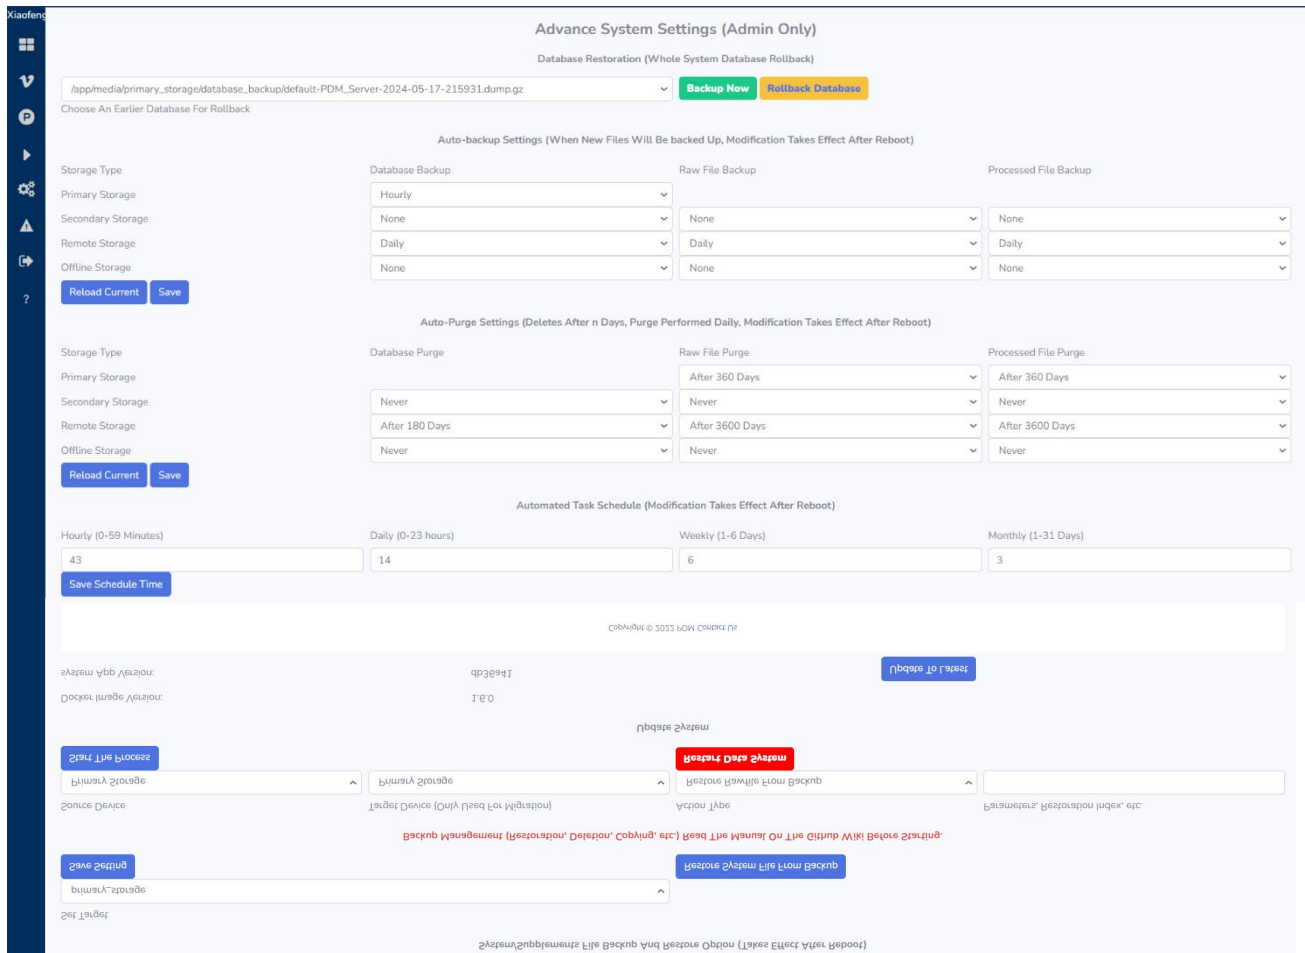 Xiaofeng
Advance System Settings (Admin Only)
Database Restoration (Whole System Database Rollback)
/app/media/primary_storage/database_backup/default-PDM_Server-2024-05-17-215931.dump.gz Backup Now Rollback Database
Choose An Earlier Database For Rollback
Auto-backup Settings (When New Files Will Be backed Up, Modification Takes Effect After Reboot)
Storage Type Database Backup Raw File Backup Processed File Backup
Primary Storage Hourly
Secondary Storage None None None
Remote Storage Daily Daily Daily
Offline Storage None None None
Reload Current Save
Auto-Purge Settings (Deletes After n Days, Purge Performed Daily, Modification Takes Effect After Reboot)
Storage Type Database Purge Raw File Purge Processed File Purge
Primary Storage After 360 Days After 360 Days
Secondary Storage Never Never Never
Remote Storage After 180 Days After 3600 Days After 3600 Days
Offline Storage Never Never Never
Reload Current Save
Automated Task Schedule (Modification Takes Effect After Reboot)
Hourly (0-59 Minutes) Daily (0-23 hours) Weekly (1-6 Days) Monthly (1-31 Days)
43 14 6 3
Save Schedule Time
System/Supplements File Backup And Restore Option (Takes Effect After Reboot)
Set Target
primary_storage
Save Setting Restore System File From Backup
Backup Management (Restoration, Deletion, Copying, etc.) Read The Manual On The Github Wiki Before Starting.
Source Device Target Device (Only Used For Migration) Action Type Parameters, Restoration Index, etc.
Primary Storage Primary Storage Restore Rawfile From Backup
Start The Process Restart Data System
Update System
Docker Image Version: 1.6.0
system App Version: db36a41 Update To Latest
Copyright © 2022 PDM Contact Us